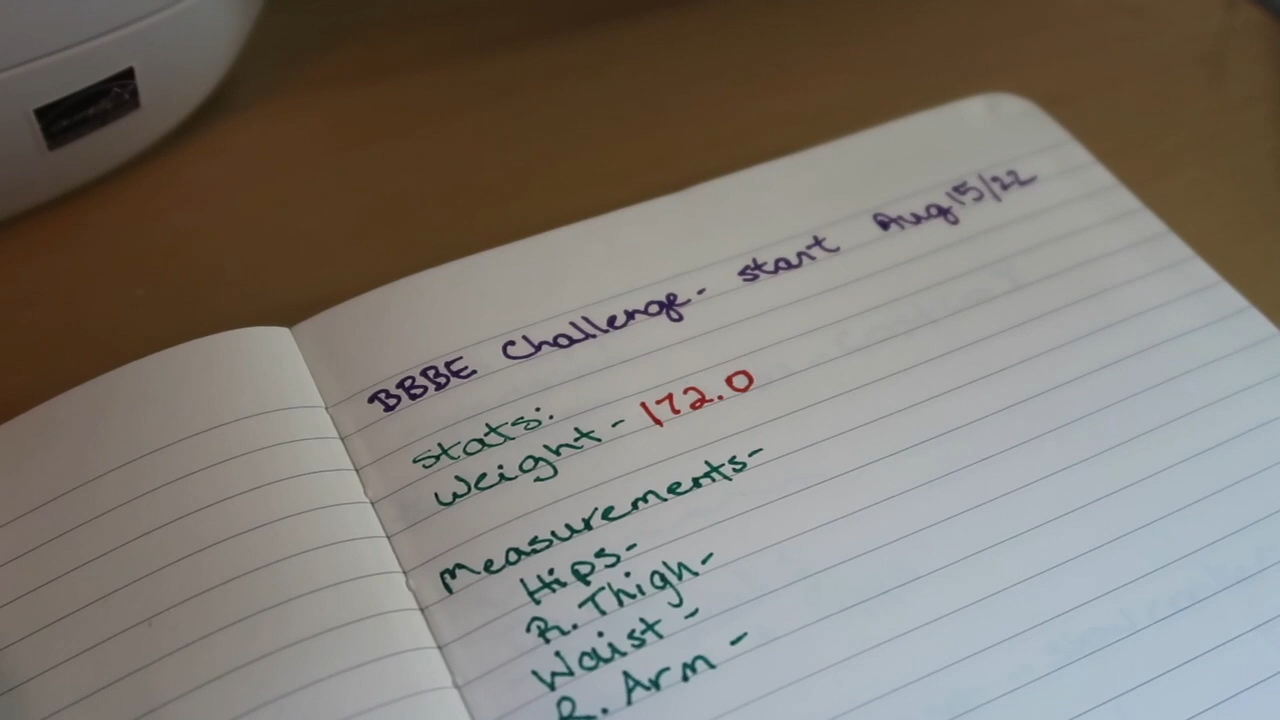 BBBE Challenge - start Aug 15/22
Stats:
Weight - 172.0
Measurements-
Hips-
R. Thigh-
Waist -
R. Arm -